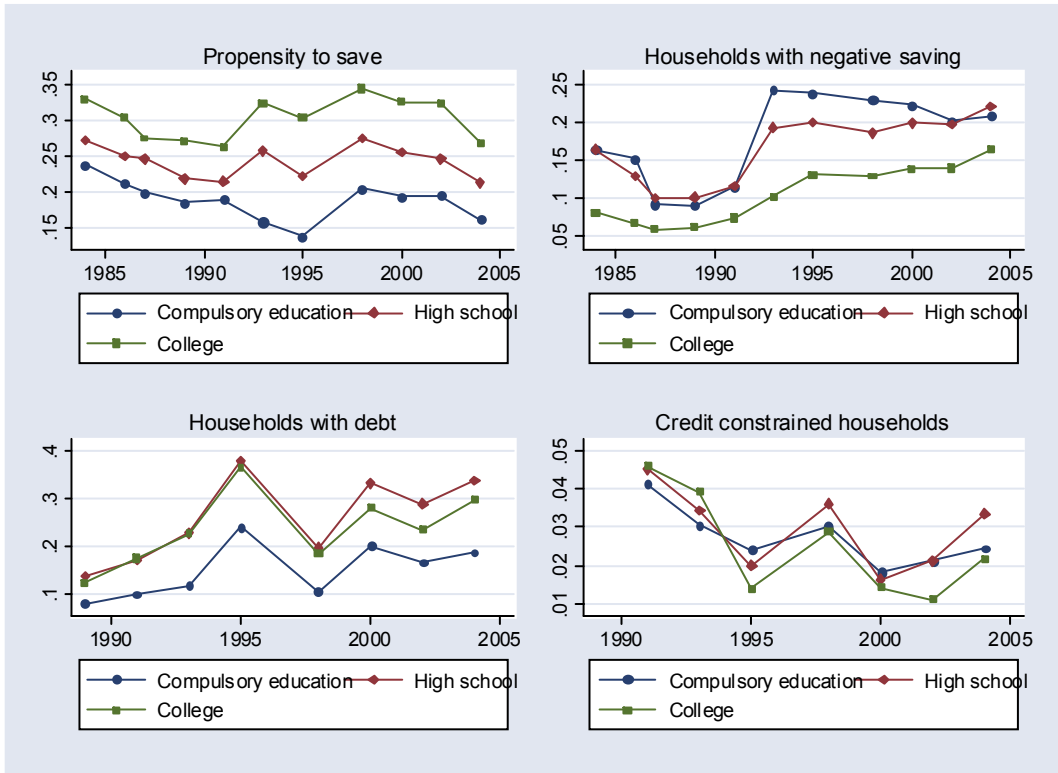 Propensity to save
.35
.3
.25
.2
.15
1985 1990 1995 2000 2005
Compulsory education High school
College
Households with negative saving
.25
.2
.15
.1
.05
1985 1990 1995 2000 2005
Compulsory education High school
College
Households with debt
.4
.3
.2
.1
1990 1995 2000 2005
Compulsory education High school
College
Credit constrained households
.05
.04
.03
.02
.01
1990 1995 2000 2005
Compulsory education High school
College